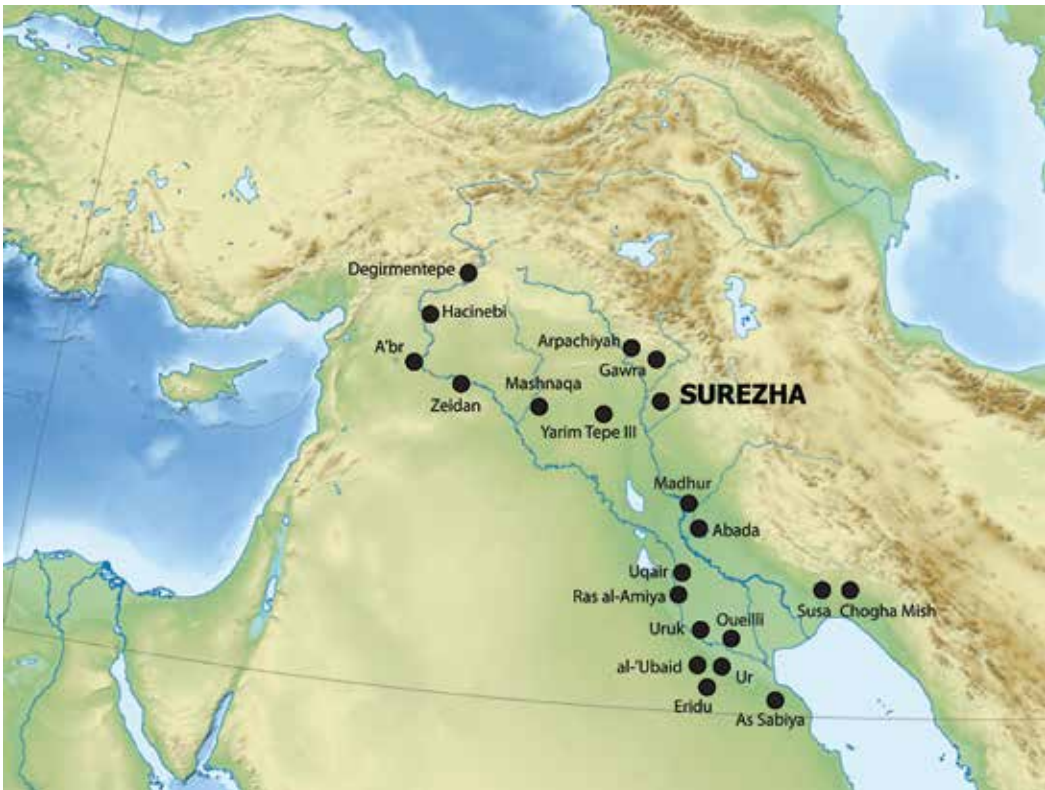 Degirmentepe
Hacinebi
Arpachiyah
A'br
Gawra
Mashnaqa
SUREZHA
Zeidan
Yarim Tepe III
Madhur
Abada
Uqair
Ras al-Amiya
Susa Chogha Mish
Oueilli
Uruk
al-'Ubaid
Ur
Eridu
As Sabiya